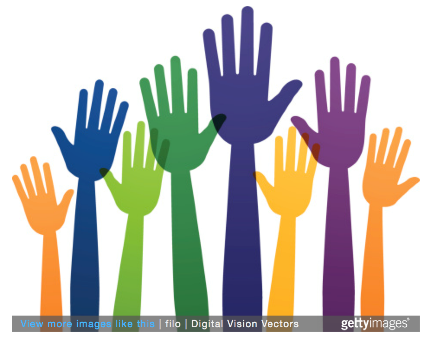 View more images like this | filo | Digital Vision Vectors gettyimages®